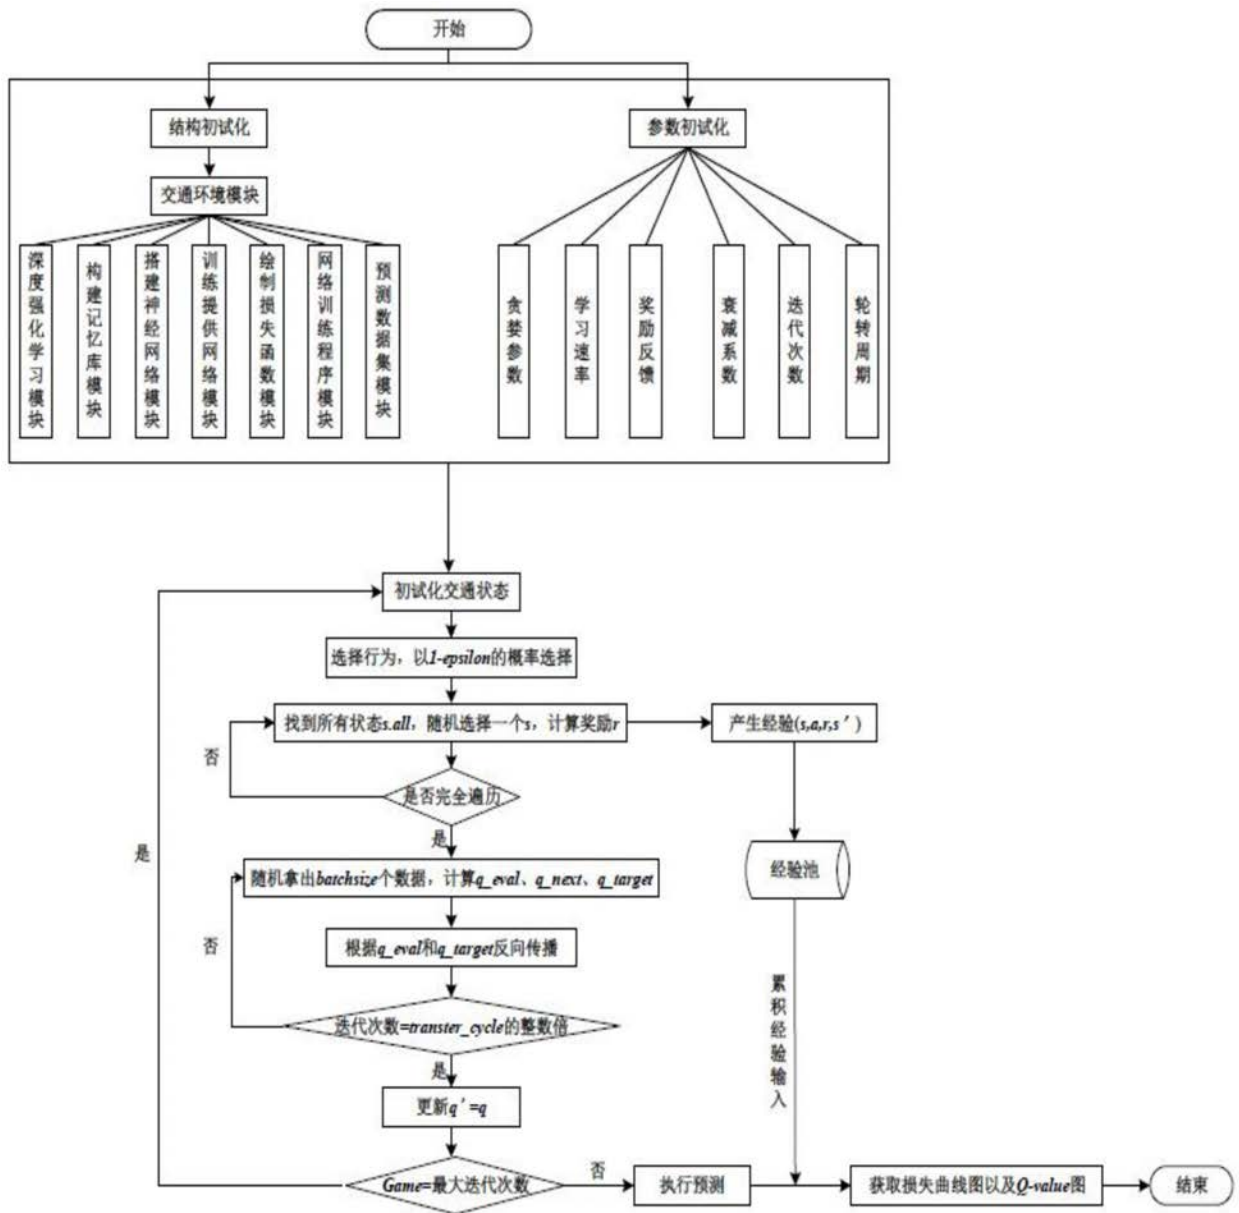 开始
结构初试化
参数初试化
交通环境模块
深度强化学习模块
构建记忆库模块
搭建神经网络模块
训练提供网络模块
绘制损失函数模块
网络训练程序模块
预测数据集模块
贪婪参数
学习速率
奖励反馈
衰减系数
迭代次数
轮转周期
初试化交通状态
选择行为，以1-epsilon的概率选择
找到所有状态s.all，随机选择一个s，计算奖励r
产生经验(s,a,r,s′)
否
是否完全遍历
是
是
经验池
随机拿出batchsize个数据，计算q_eval、q_next、q_target
否
根据q_eval和q_target反向传播
累积经验输入
迭代次数=transter_cycle的整数倍
是
更新q′=q
Game=最大迭代次数
否
执行预测
获取损失曲线图以及Q-value图
结束